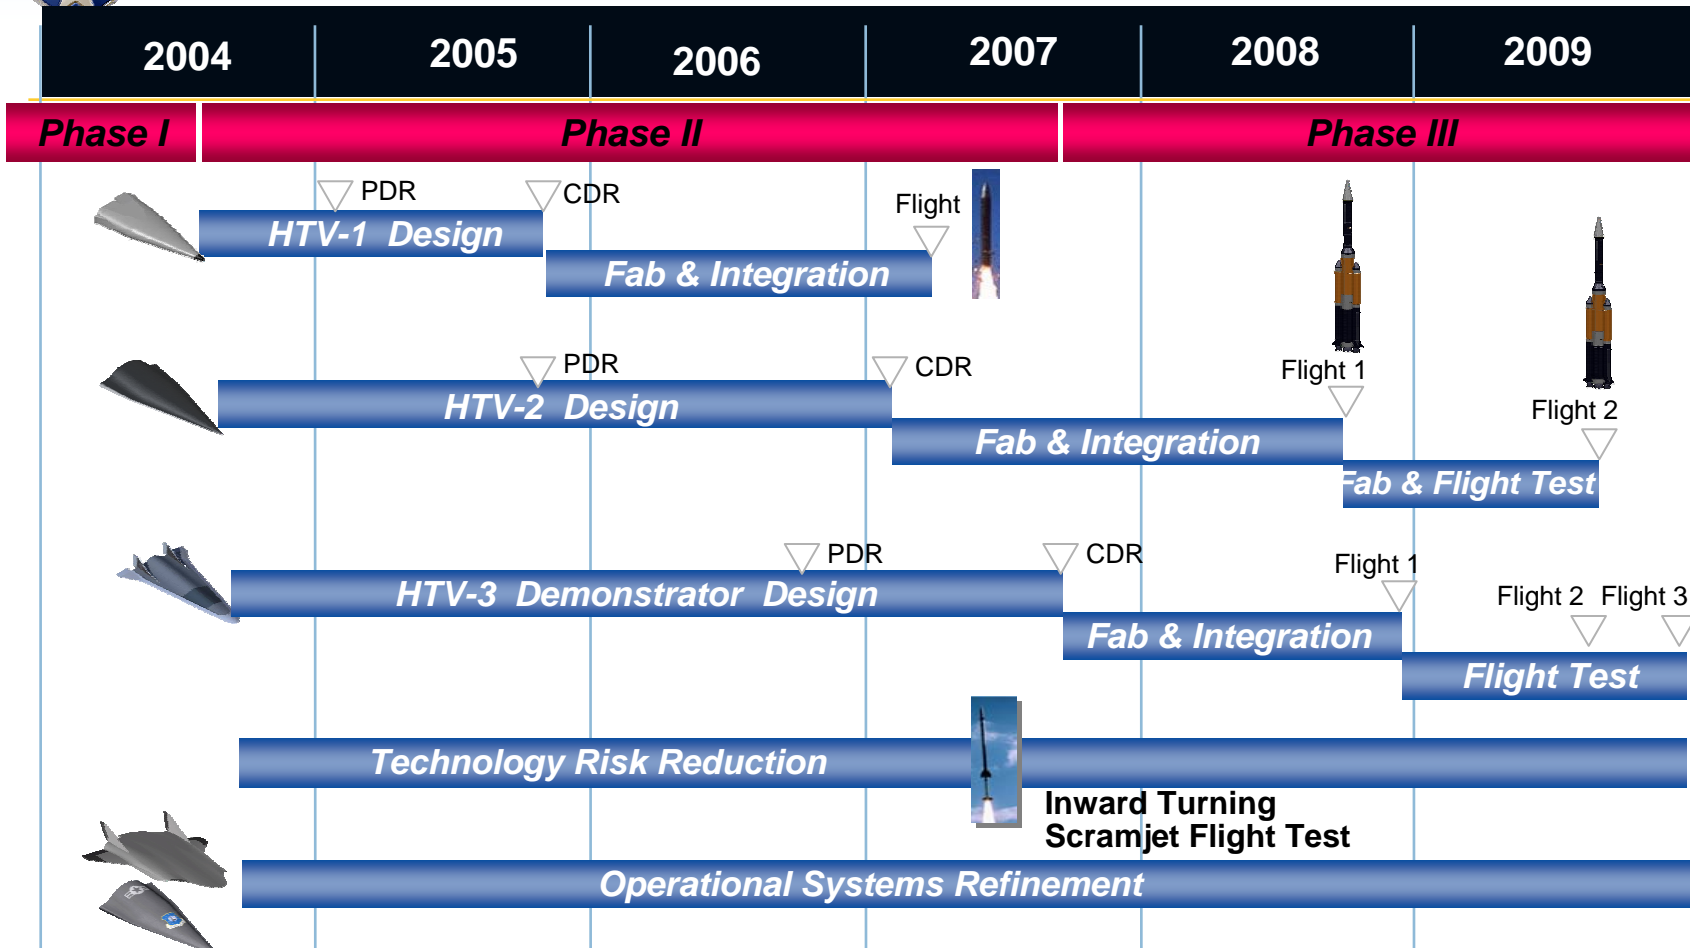 2004 2005 2006 2007 2008 2009
Phase I Phase II Phase III
PDR CDR Flight
HTV-1 Design
Fab & Integration
PDR CDR Flight 1
HTV-2 Design
Flight 2
Fab & Integration
Fab & Flight Test
PDR CDR Flight 1
HTV-3 Demonstrator Design
Flight 2 Flight 3
Fab & Integration
Flight Test
Technology Risk Reduction
Inward Turning
Scramjet Flight Test
Operational Systems Refinement